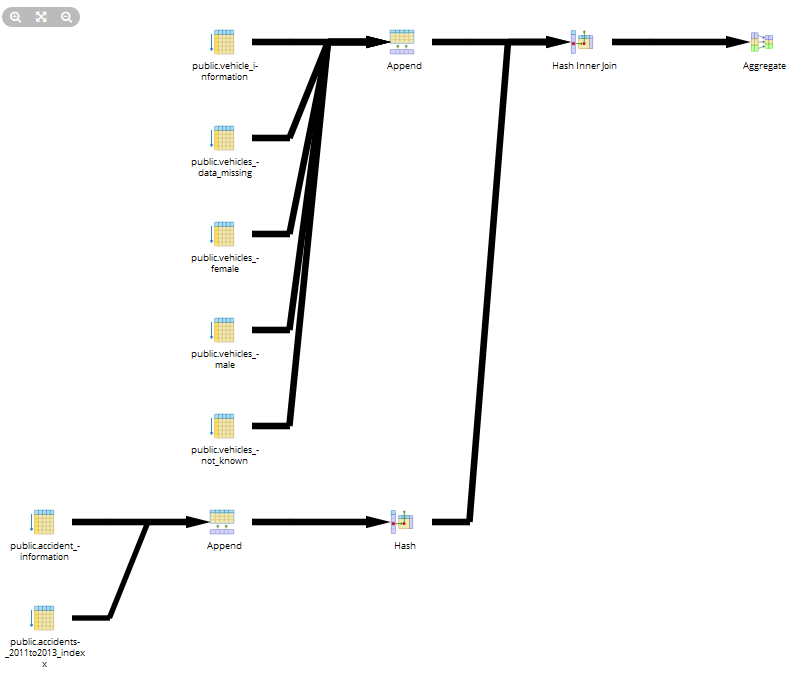 public.vehicle_i-
nformation
Append
Hash Inner Join
Aggregate
public.vehicles_-
data_missing
public.vehicles_-
female
public.vehicles_-
male
public.vehicles_-
not_known
public.accident_-
information
Append
Hash
public.accidents-
_2011to2013_index
x